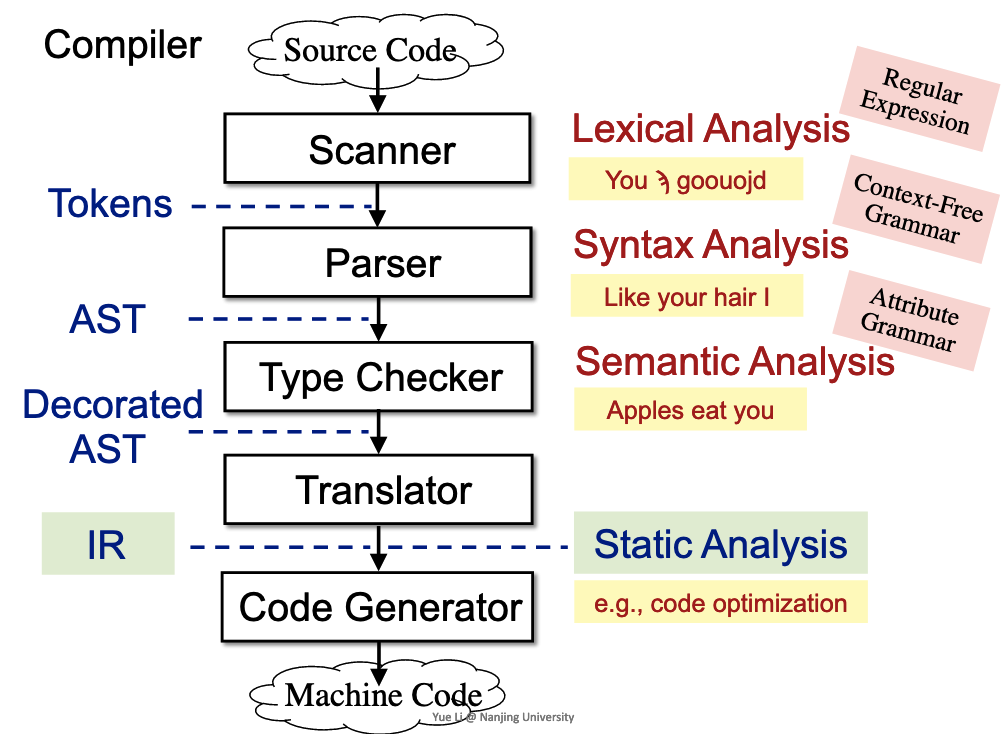 Compiler
Source Code
Regular
Expression
Scanner
Lexical Analysis
You ԇ goouojd
Tokens
Context-Free
Grammar
Parser
Syntax Analysis
Like your hair I
AST
Attribute
Grammar
Type Checker
Semantic Analysis
Apples eat you
Decorated
AST
Translator
IR
Static Analysis
Code Generator
e.g., code optimization
Machine Code
Yue Li @ Nanjing University